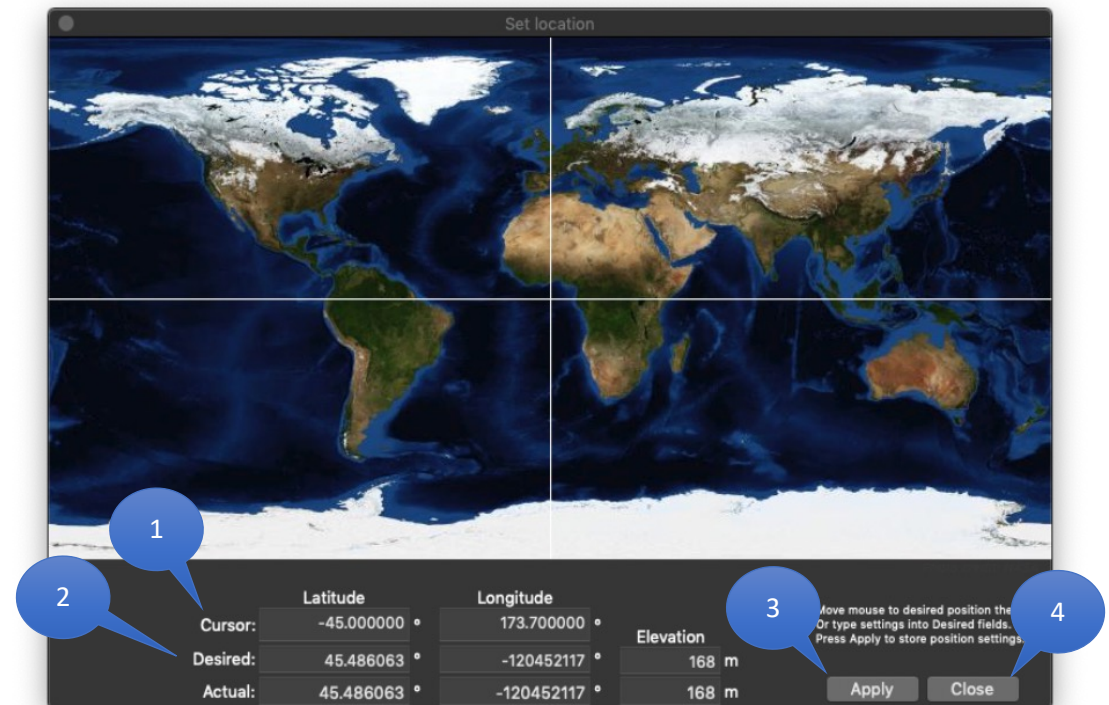 Set location
1
2
3
4
Latitude Longitude
Cursor: -45.000000 ° 173.700000 °
Elevation
Desired: 45.486063 ° -120452117 ° 168 m
Actual: 45.486063 ° -120452117 ° 168 m
Move mouse to desired position
Or type settings into Desired fields.
Press Apply to store position settings.
Apply Close